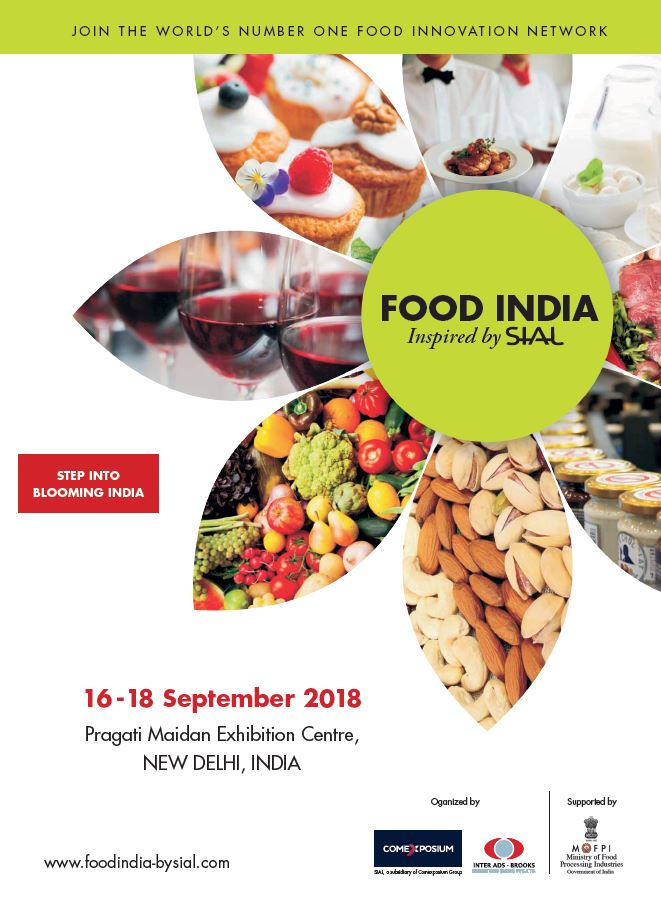 JOIN THE WORLD'S NUMBER ONE FOOD INNOVATION NETWORK
FOOD INDIA
Inspired by SIAL
STEP INTO
BLOOMING INDIA
16-18 September 2018
Pragati Maidan Exhibition Centre,
NEW DELHI, INDIA
www.foodindia-bysial.com
Oganized by
COMEXPOSIUM
SIAL, a subsidiary of Comexposium Group
INTER ADS - BROOKS
Supported by
MOFPI
Ministry of Food
Processing Industries
Government of India